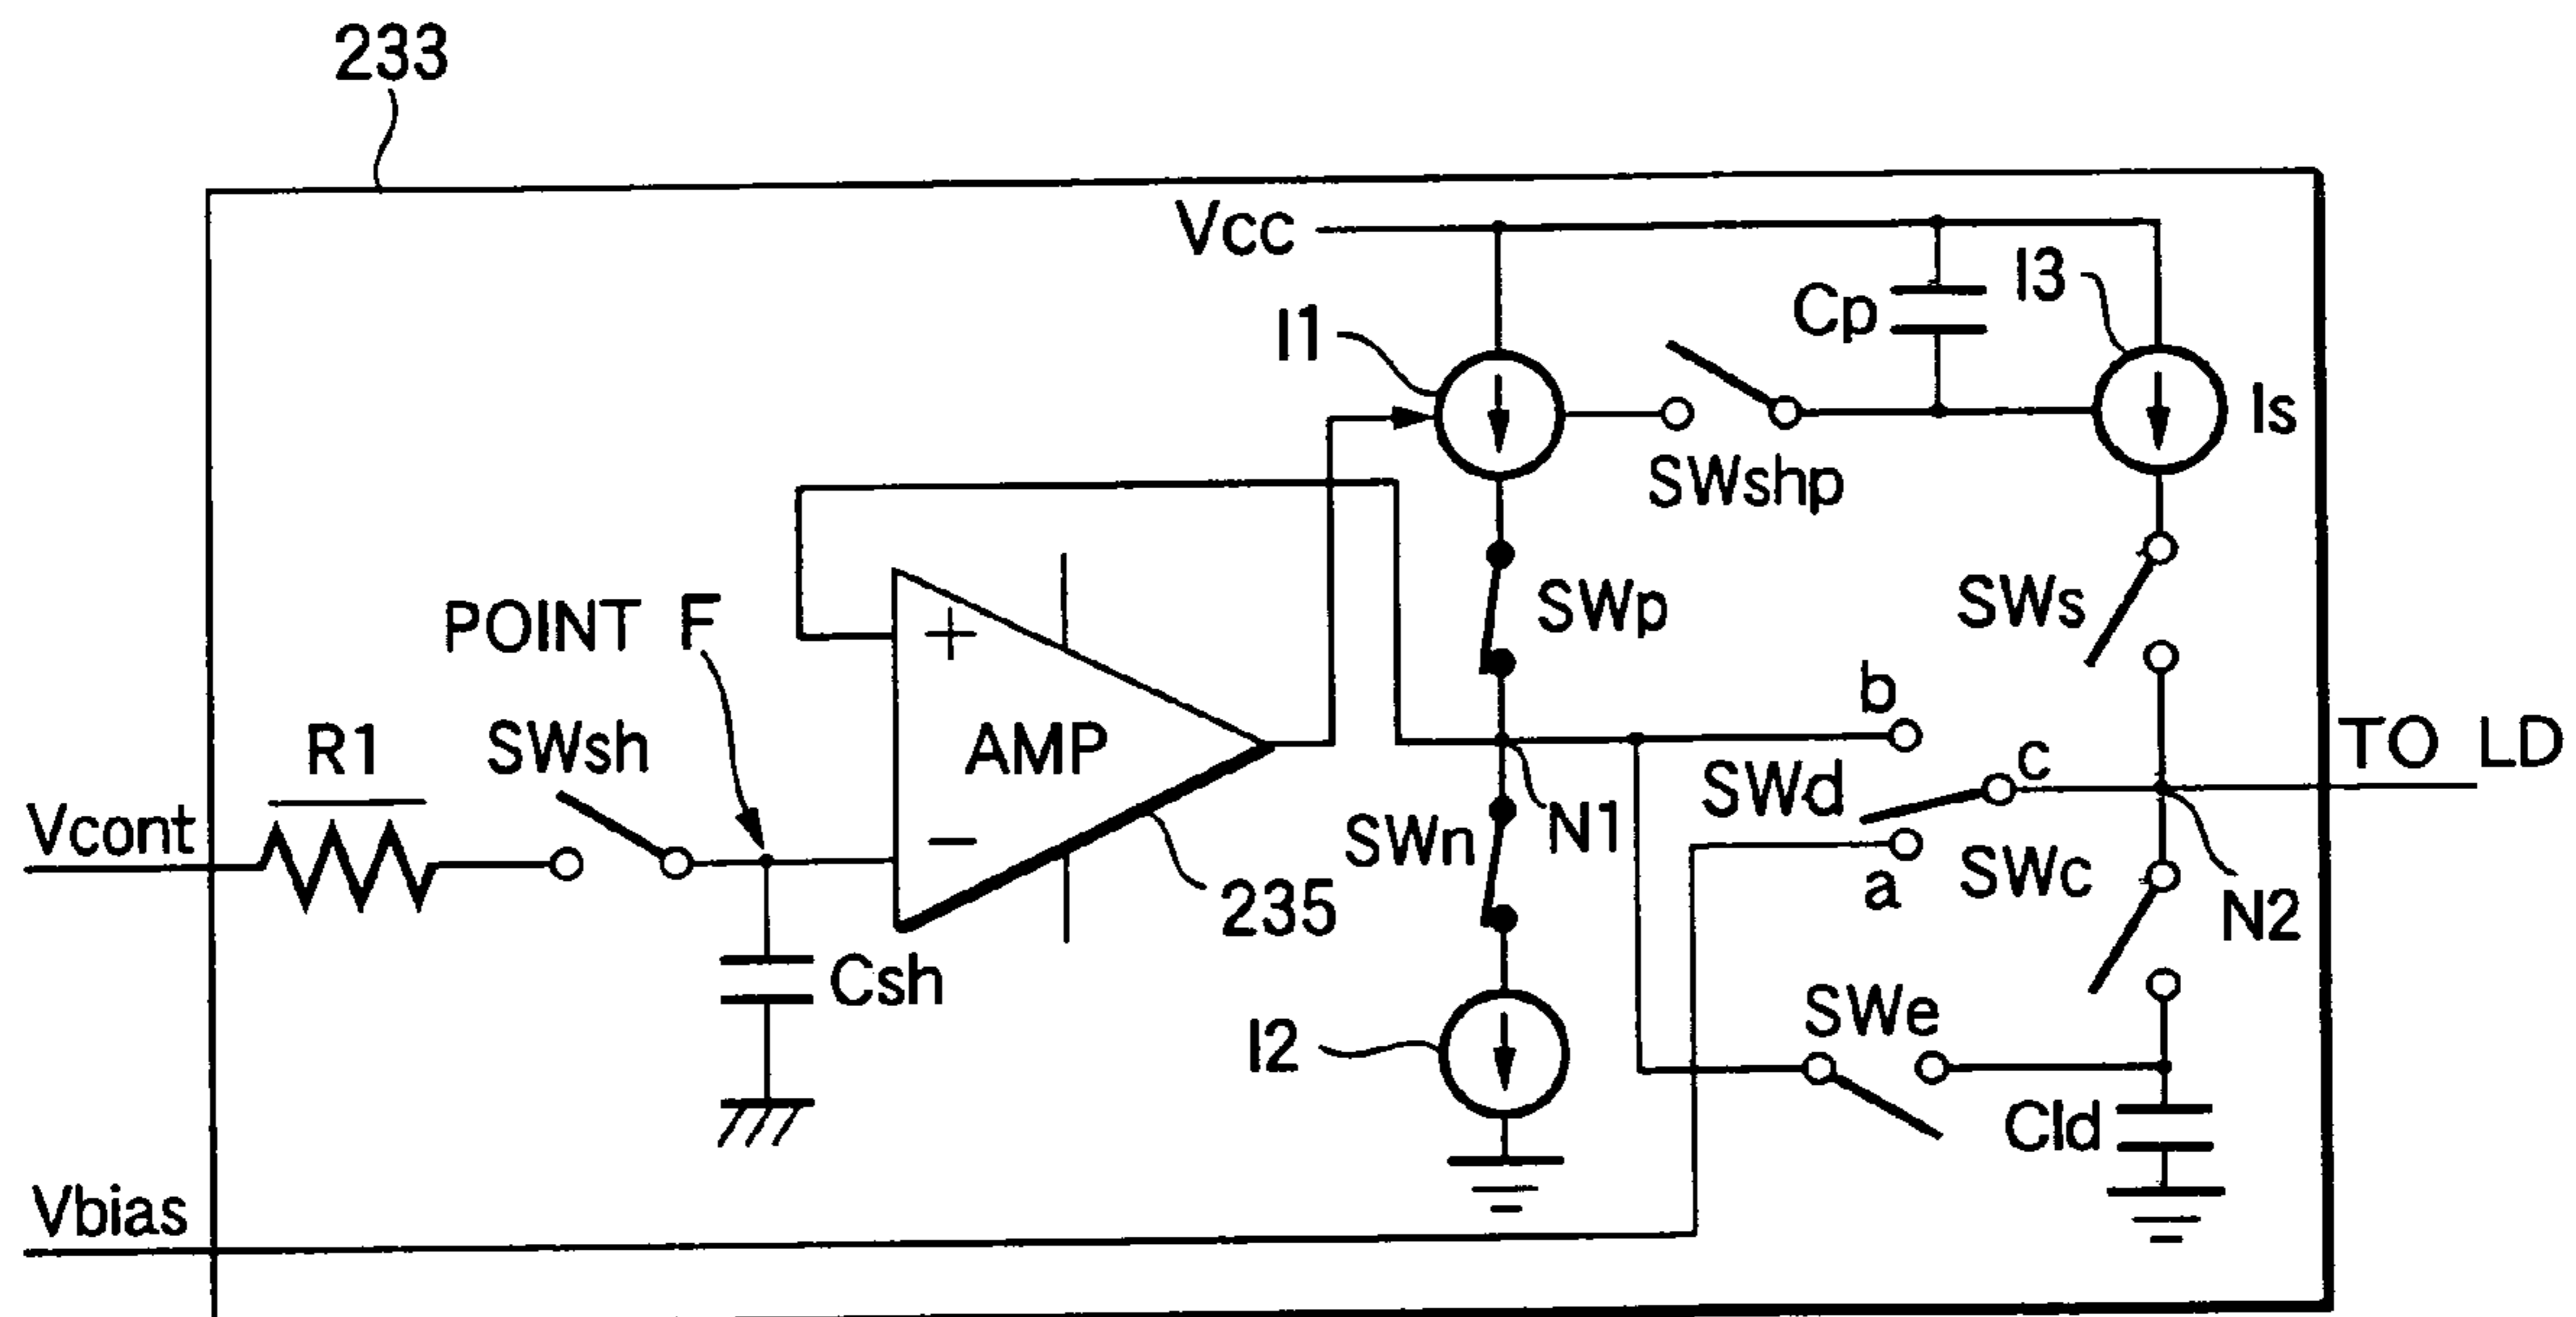 233
Vcc
I3
Cp
I1
Is
SWshp
SWp
SWs
POINT F
+
b
R1
SWsh
AMP
c
TO LD
SWd
Vcont
N1
SWn
−
a
SWc
235
N2
Csh
SWe
I2
Cld
Vbias